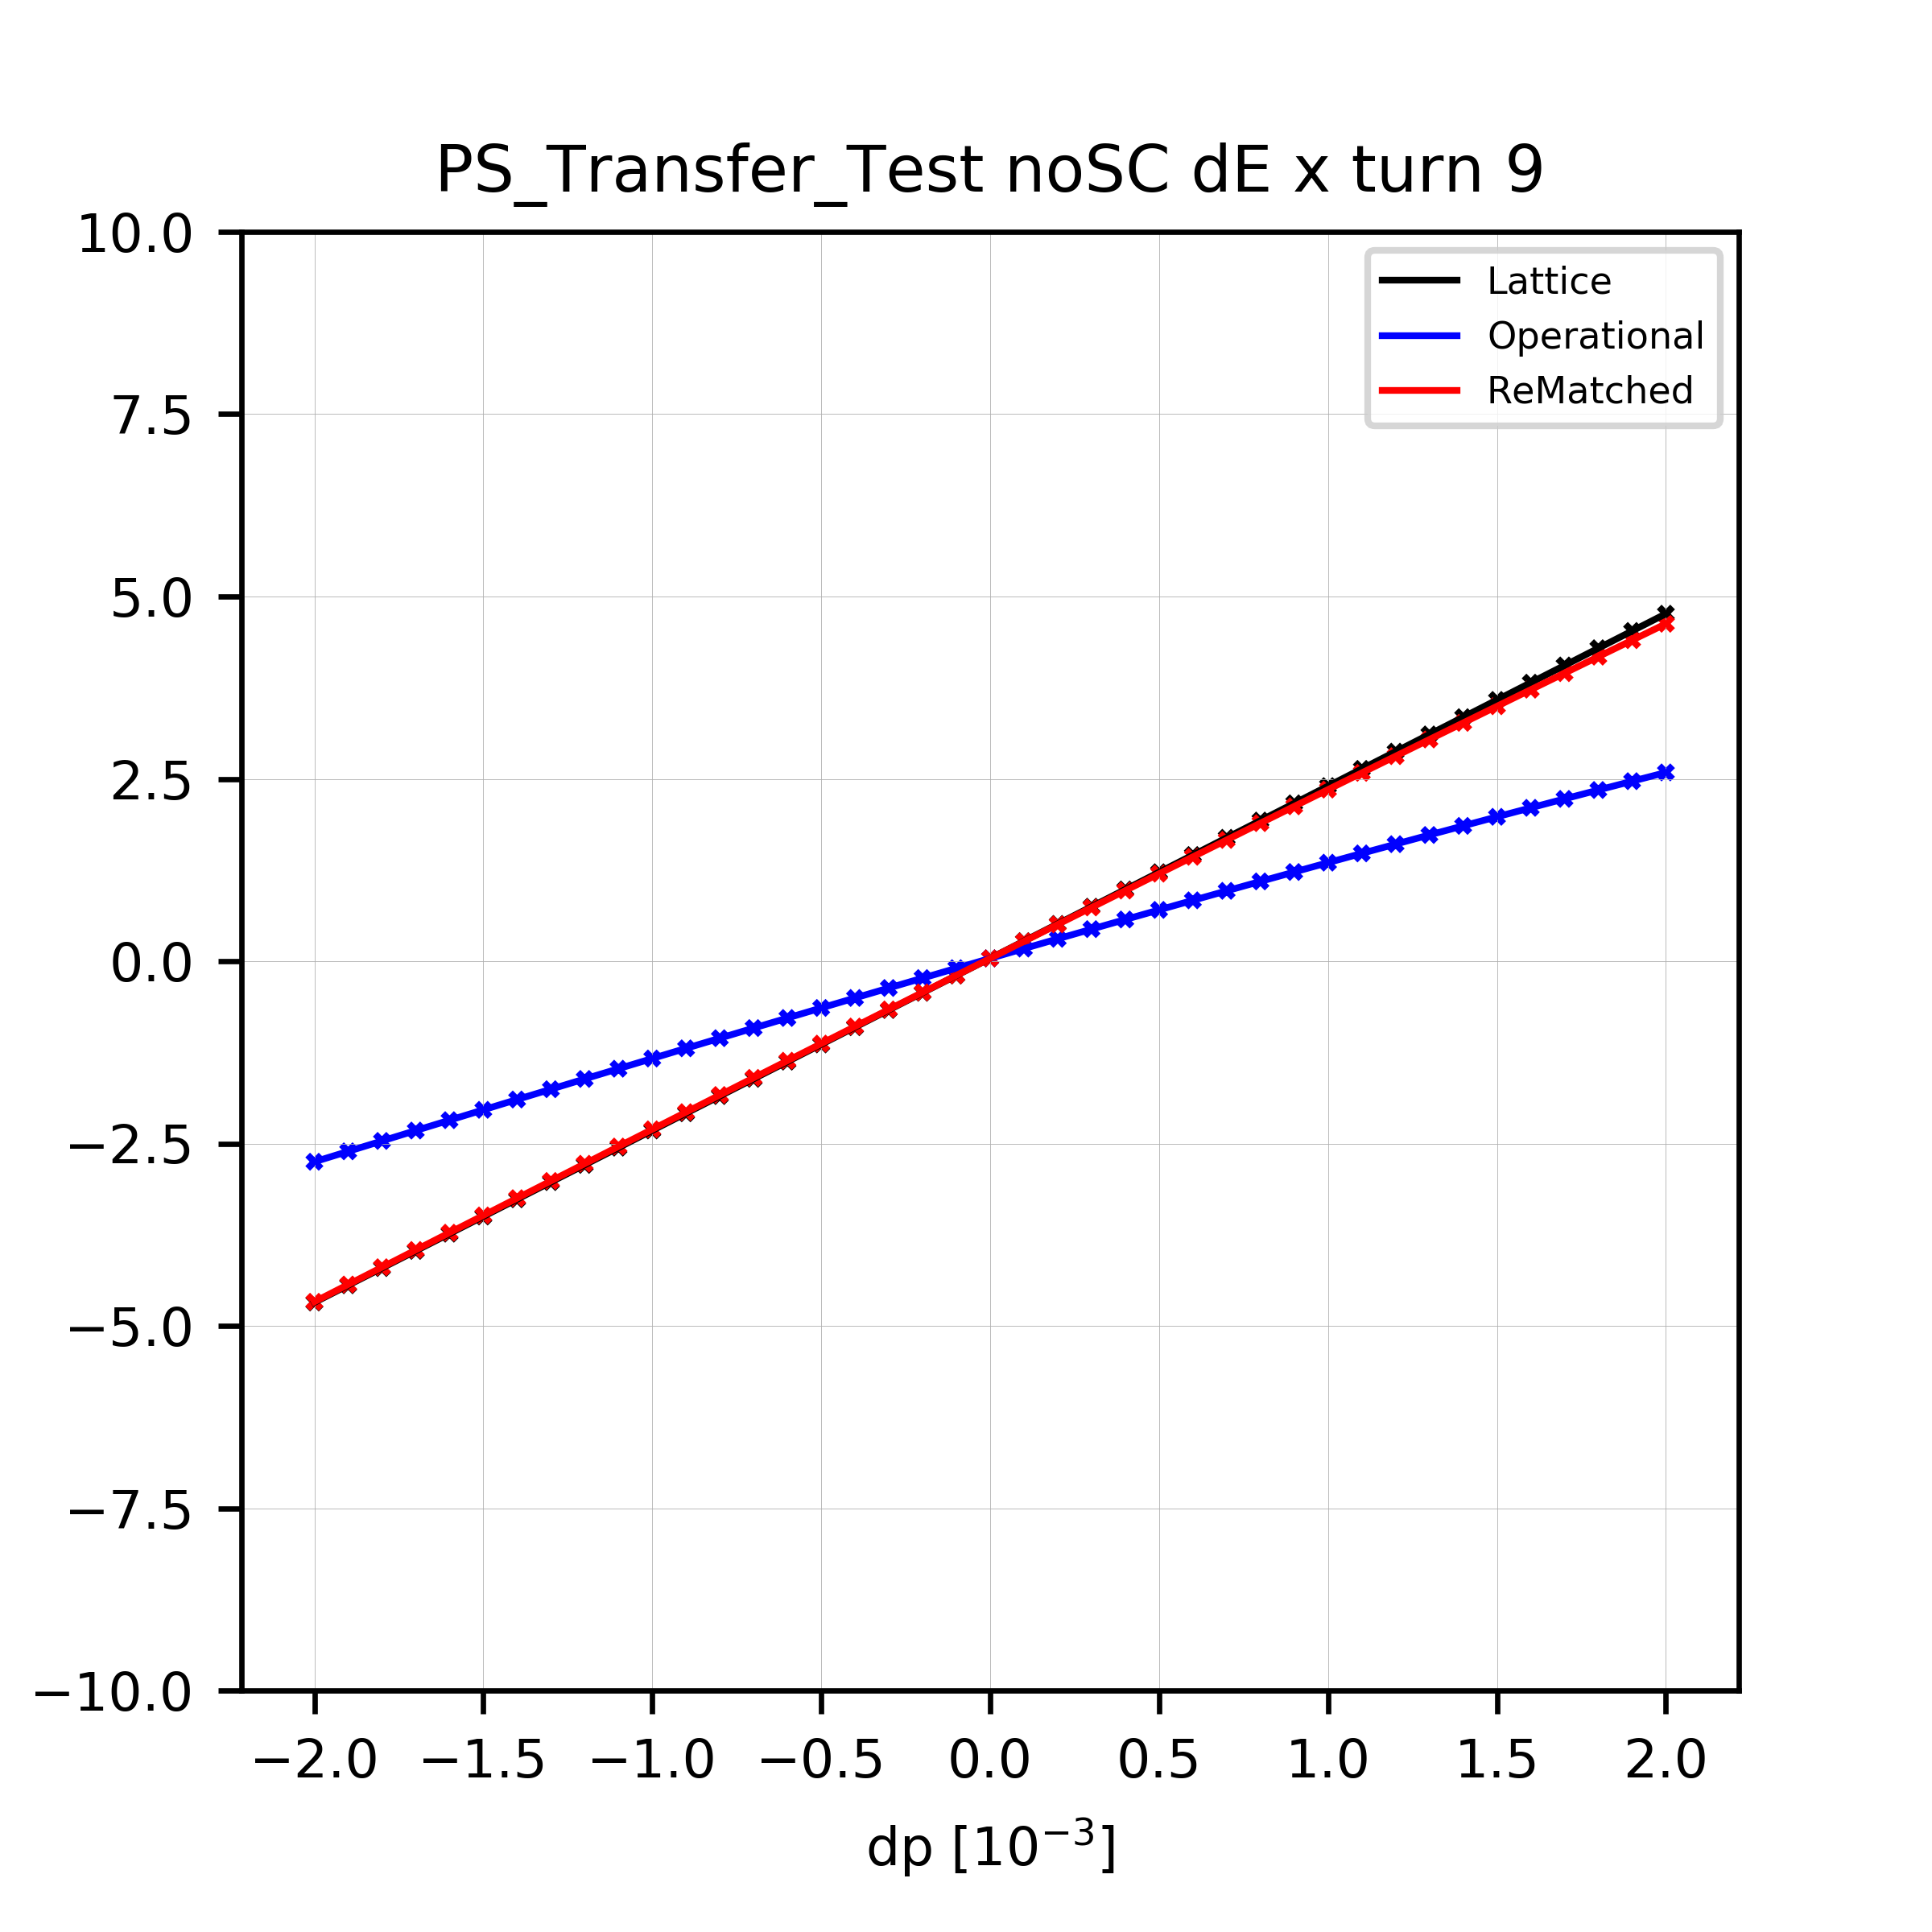 PS_Transfer_Test noSC dE x turn 9
10.0
7.5
5.0
2.5
0.0
−2.5
−5.0
−7.5
−10.0
Lattice
Operational
ReMatched
−2.0 −1.5 −1.0 −0.5 0.0 0.5 1.0 1.5 2.0
dp [10⁻³]